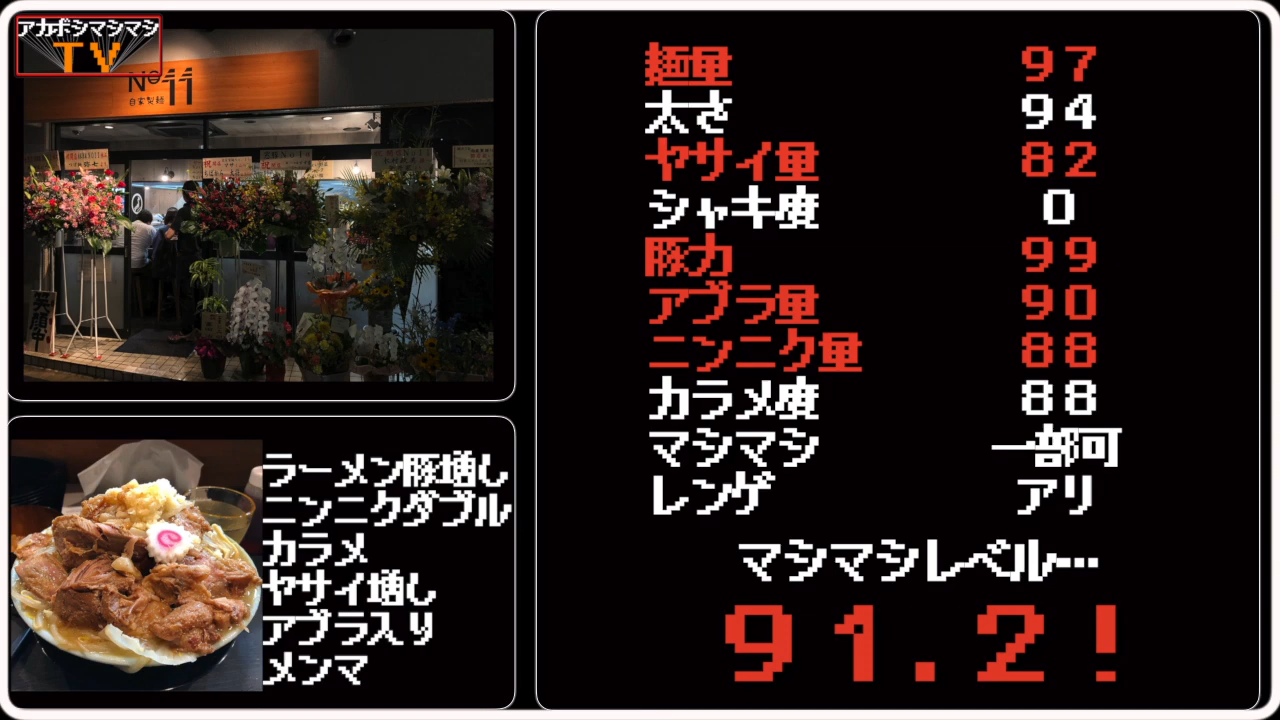 アカボシマシマシ
TV
No11
自家製麺
営業中
ラーメン豚増し
ニンニクダブル
カラメ
ヤサイ増し
アブラ入り
メンマ
麺量 97
太さ 94
ヤサイ量 82
シャキ度 0
豚力 99
アブラ量 90
ニンニク量 88
カラメ度 88
マシマシ 一部可
レンゲ アリ
マシマシレベル…
91.2!